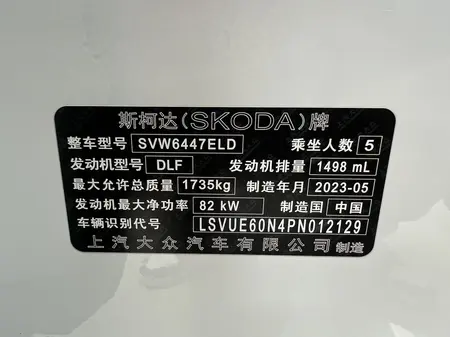 斯柯达(SKODA)牌
整车型号 SVW6447ELD 乘坐人数 5
发动机型号 DLF 发动机排量 1498 mL
最大允许总质量 1735kg 制造年月 2023-05
发动机最大净功率 82 kW 制造国 中国
车辆识别代号 LSVUE60N4PN012129
上汽大众汽车有限公司 制造